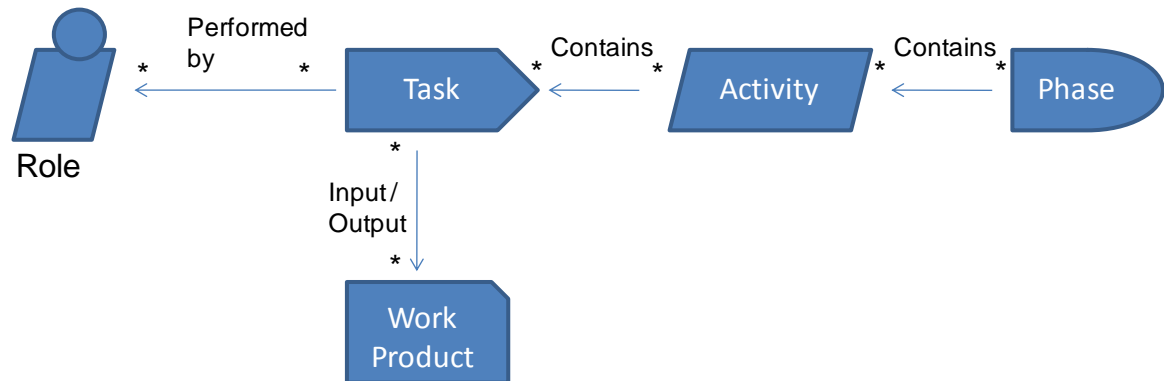 Performed
by
Contains
Contains
* *
* *
* *
Task
Activity
Phase
Role
*
Input /
Output
*
Work
Product